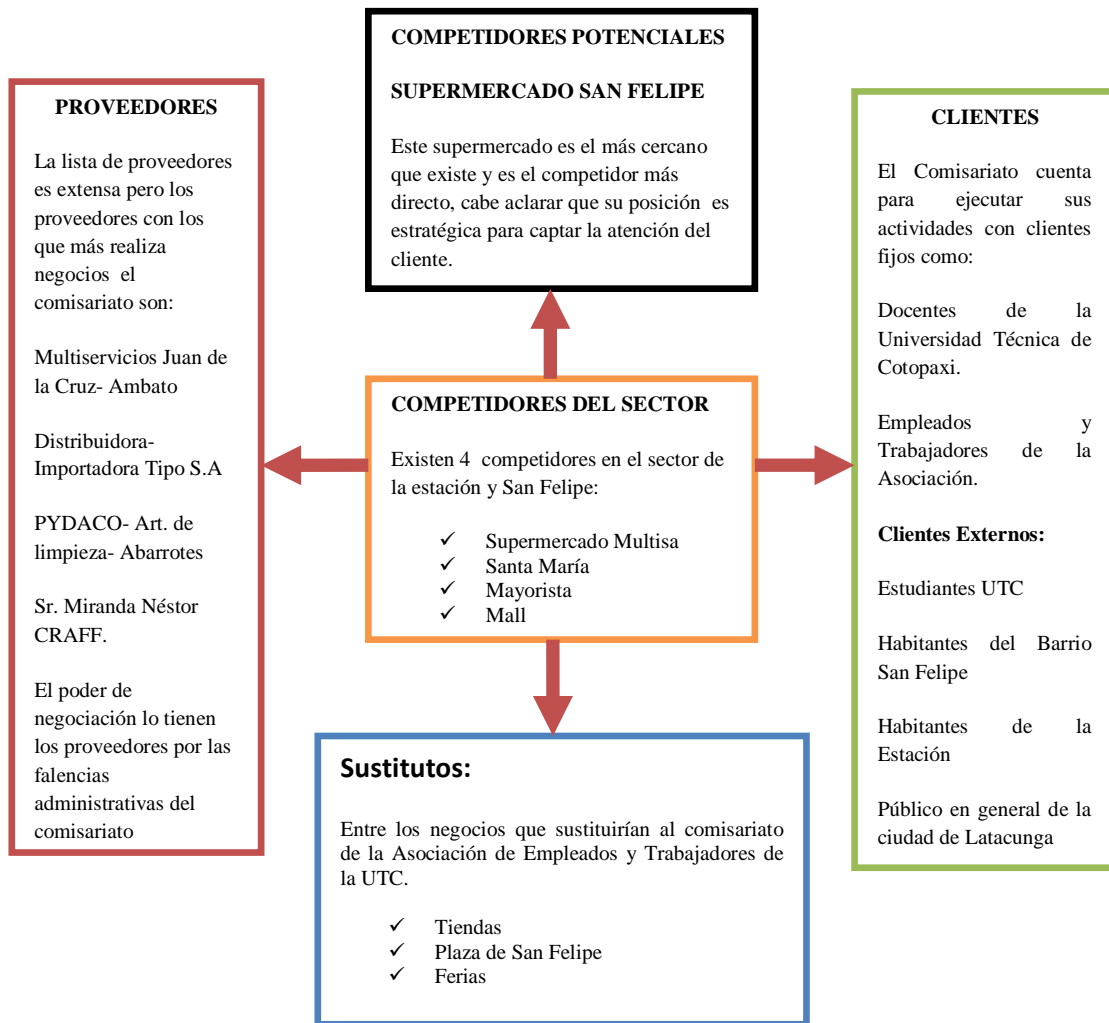 COMPETIDORES POTENCIALES
SUPERMERCADO SAN FELIPE
Este supermercado es el más cercano
que existe y es el competidor más
directo, cabe aclarar que su posición es
estratégica para captar la atención del
cliente.
PROVEEDORES
La lista de proveedores
es extensa pero los
proveedores con los
que más realiza
negocios el
comisariato son:
Multiservicios Juan de
la Cruz- Ambato
Distribuidora-
Importadora Tipo S.A
PYDACO- Art. de
limpieza- Abarrotes
Sr. Miranda Néstor
CRAFF.
El poder de
negociación lo tienen
los proveedores por las
falencias
administrativas del
comisariato
COMPETIDORES DEL SECTOR
Existen 4 competidores en el sector de
la estación y San Felipe:
✓ Supermercado Multisa
✓ Santa María
✓ Mayorista
✓ Mall
CLIENTES
El Comisariato cuenta
para ejecutar sus
actividades con clientes
fijos como:
Docentes de la
Universidad Técnica de
Cotopaxi.
Empleados y
Trabajadores de la
Asociación.
Clientes Externos:
Estudiantes UTC
Habitantes del Barrio
San Felipe
Habitantes de la
Estación
Público en general de la
ciudad de Latacunga
Sustitutos:
Entre los negocios que sustituirían al comisariato
de la Asociación de Empleados y Trabajadores de
la UTC.
✓ Tiendas
✓ Plaza de San Felipe
✓ Ferias